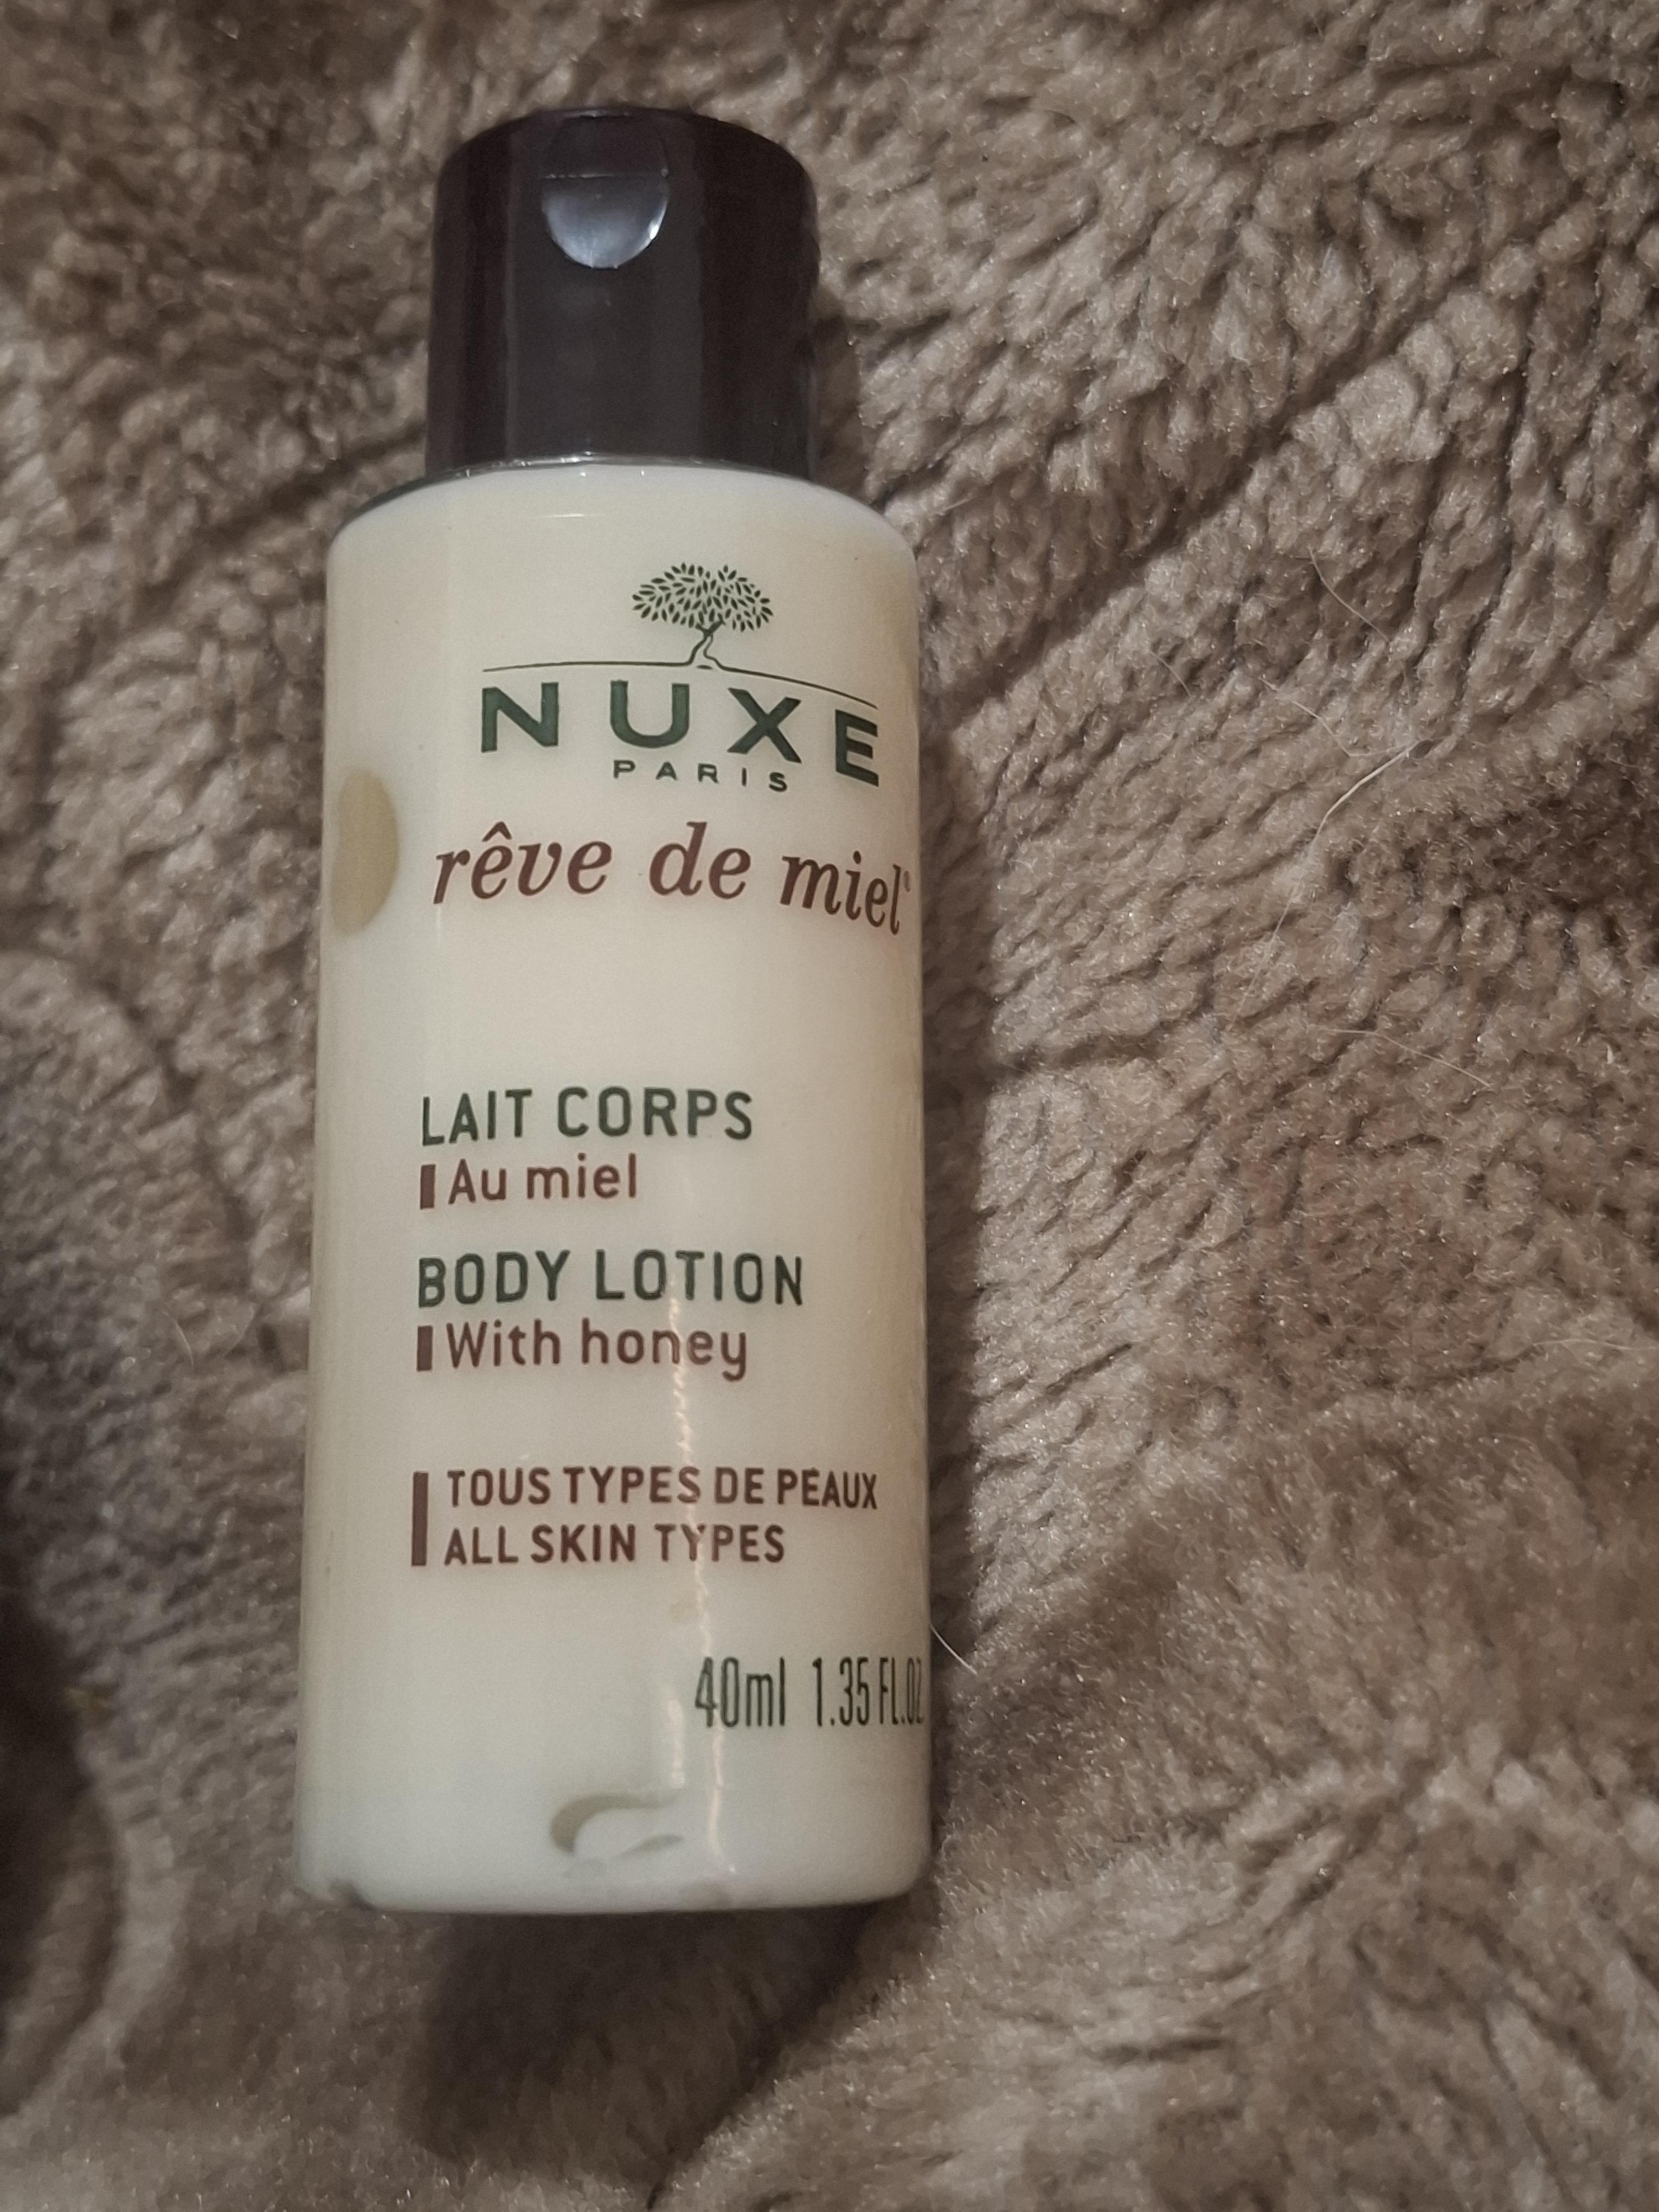 NUXE
PARIS
rêve de miel®
LAIT CORPS
Au miel
BODY LOTION
With honey
TOUS TYPES DE PEAUX
ALL SKIN TYPES
40ml 1.35 FL.OZ